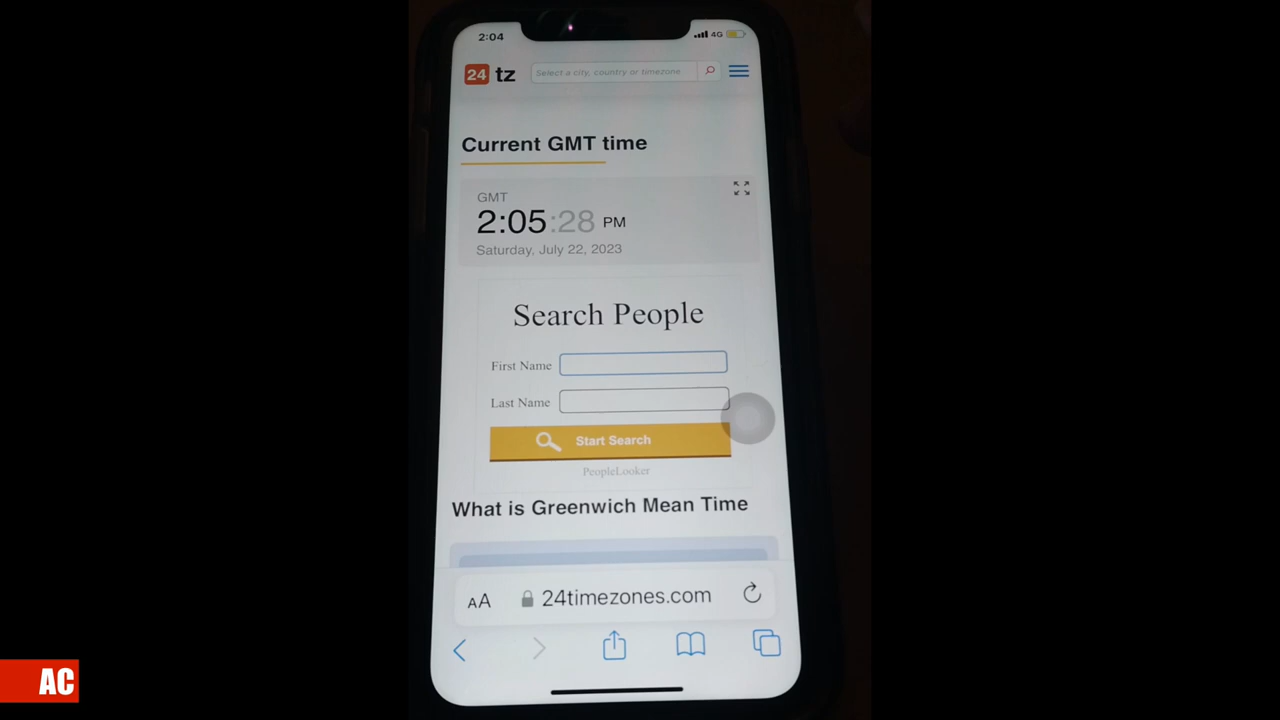 2:04 4G
24 tz Select a city, country or timezone
Current GMT time
GMT
2:05:28 PM
Saturday, July 22, 2023
Search People
First Name
Last Name
Start Search
PeopleLooker
What is Greenwich Mean Time
AA 24timezones.com
AC